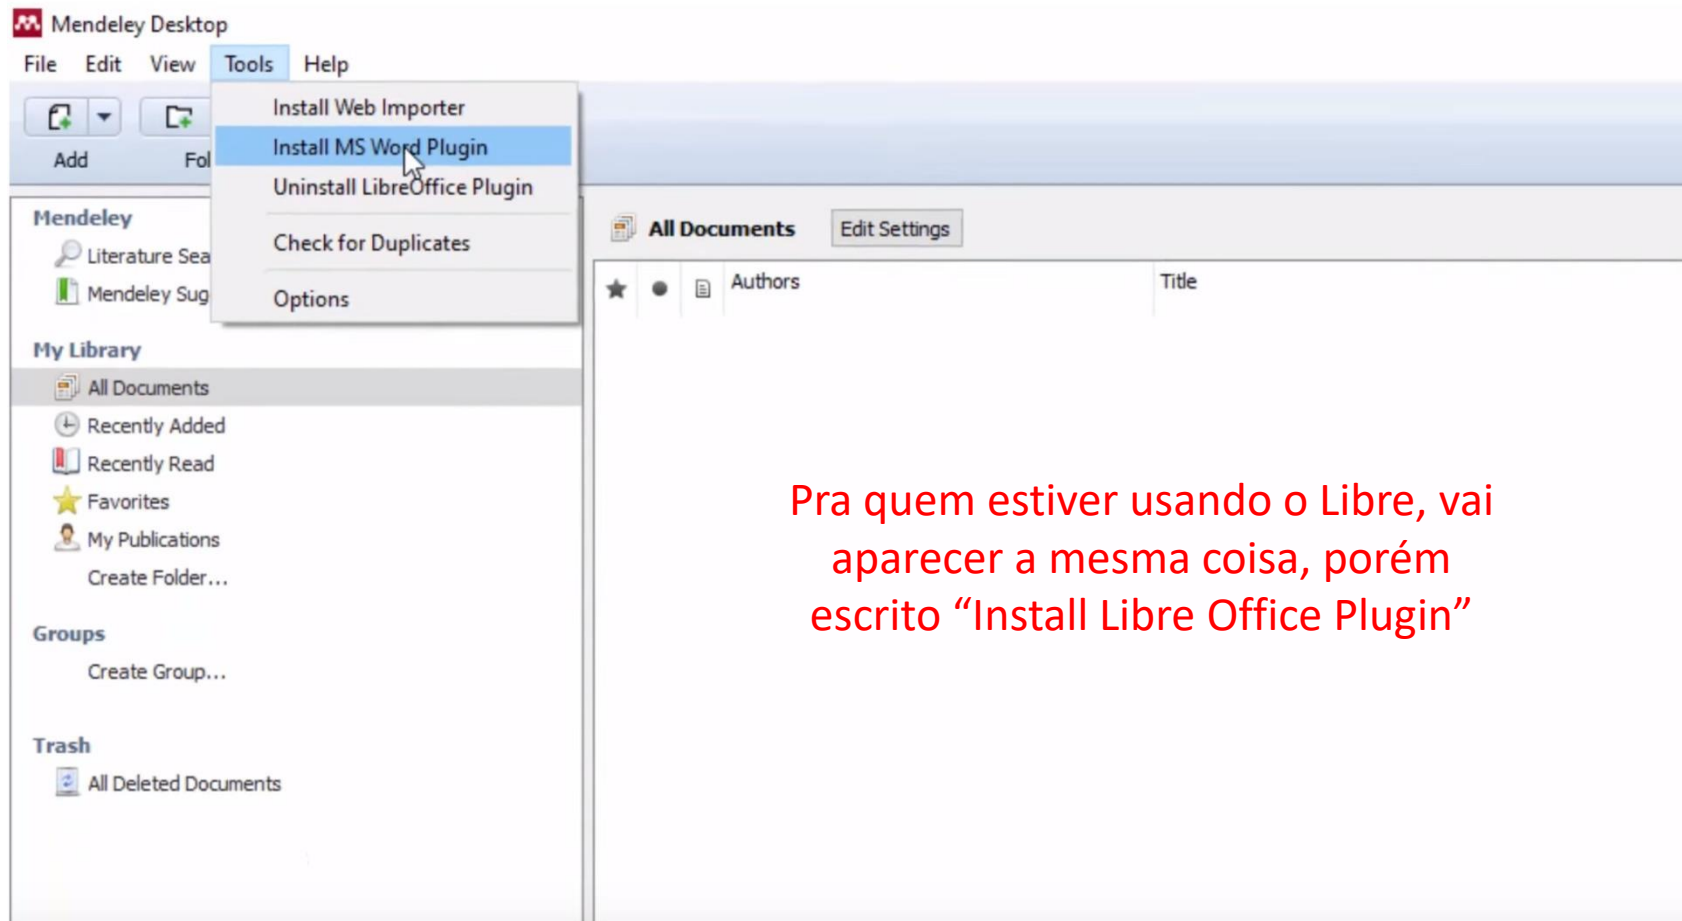 Mendeley Desktop
File Edit View Tools Help
Install Web Importer
Install MS Word Plugin
Uninstall LibreOffice Plugin
Check for Duplicates
Options
Add
Mendeley
Literature
Mendeley
My Library
All Documents
Recently Added
Recently Read
Favorites
My Publications
Create Folder...
Groups
Create Group...
Trash
All Deleted Documents
All Documents Edit Settings
Authors Title
Pra quem estiver usando o Libre, vai
aparecer a mesma coisa, porém
escrito “Install Libre Office Plugin”